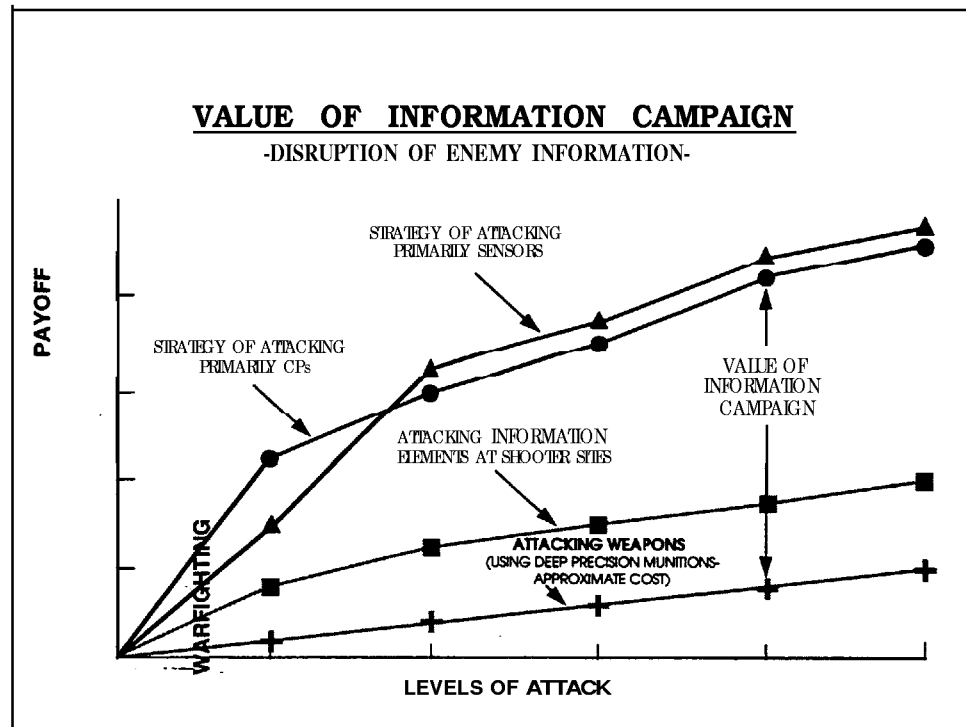 VALUE OF INFORMATION CAMPAIGN
-DISRUPTION OF ENEMY INFORMATION-
STRATEGY OF ATTACKING
PRIMARILY SENSORS
STRATEGY OF ATTACKING
PRIMARILY CPs
VALUE OF
INFORMATION
CAMPAIGN
ATTACKING INFORMATION
ELEMENTS AT SHOOTER SITES
ATTACKING WEAPONS
(USING DEEP PRECISION MUNITIONS-
APPROXIMATE COST)
WARFIGHTING
PAYOFF
LEVELS OF ATTACK